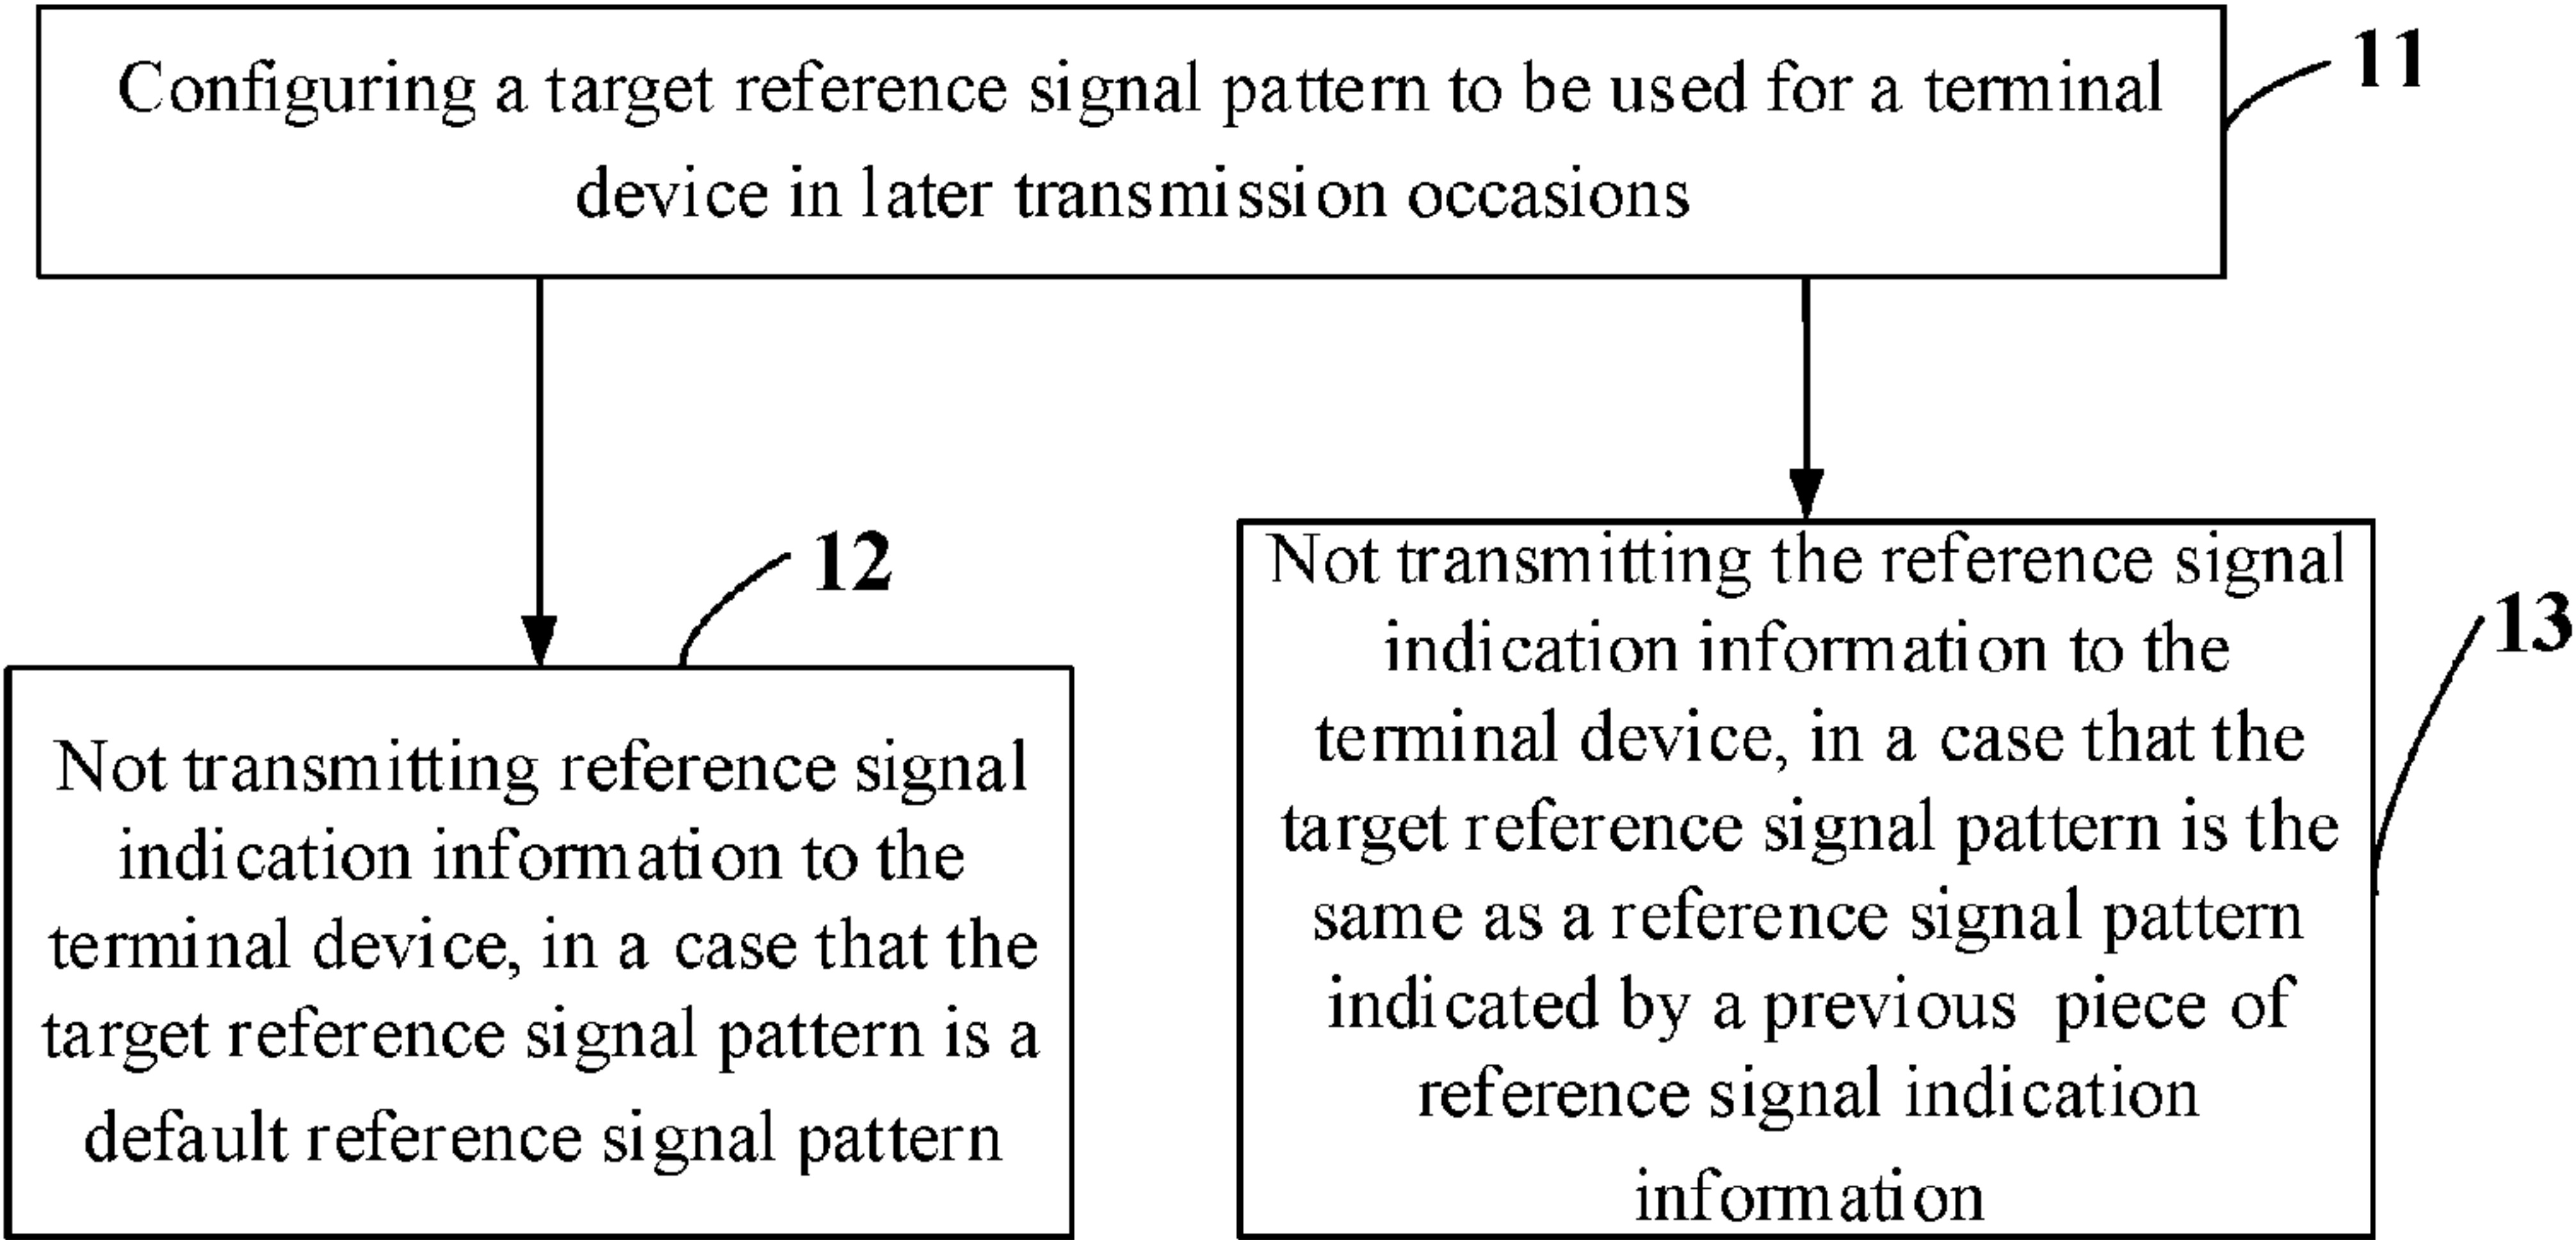 Configuring a target reference signal pattern to be used for a terminal
device in later transmission occasions
11
12
Not transmitting reference signal
indication information to the
terminal device, in a case that the
target reference signal pattern is a
default reference signal pattern
Not transmitting the reference signal
indication information to the
terminal device, in a case that the
target reference signal pattern is the
same as a reference signal pattern
indicated by a previous piece of
reference signal indication
information
13